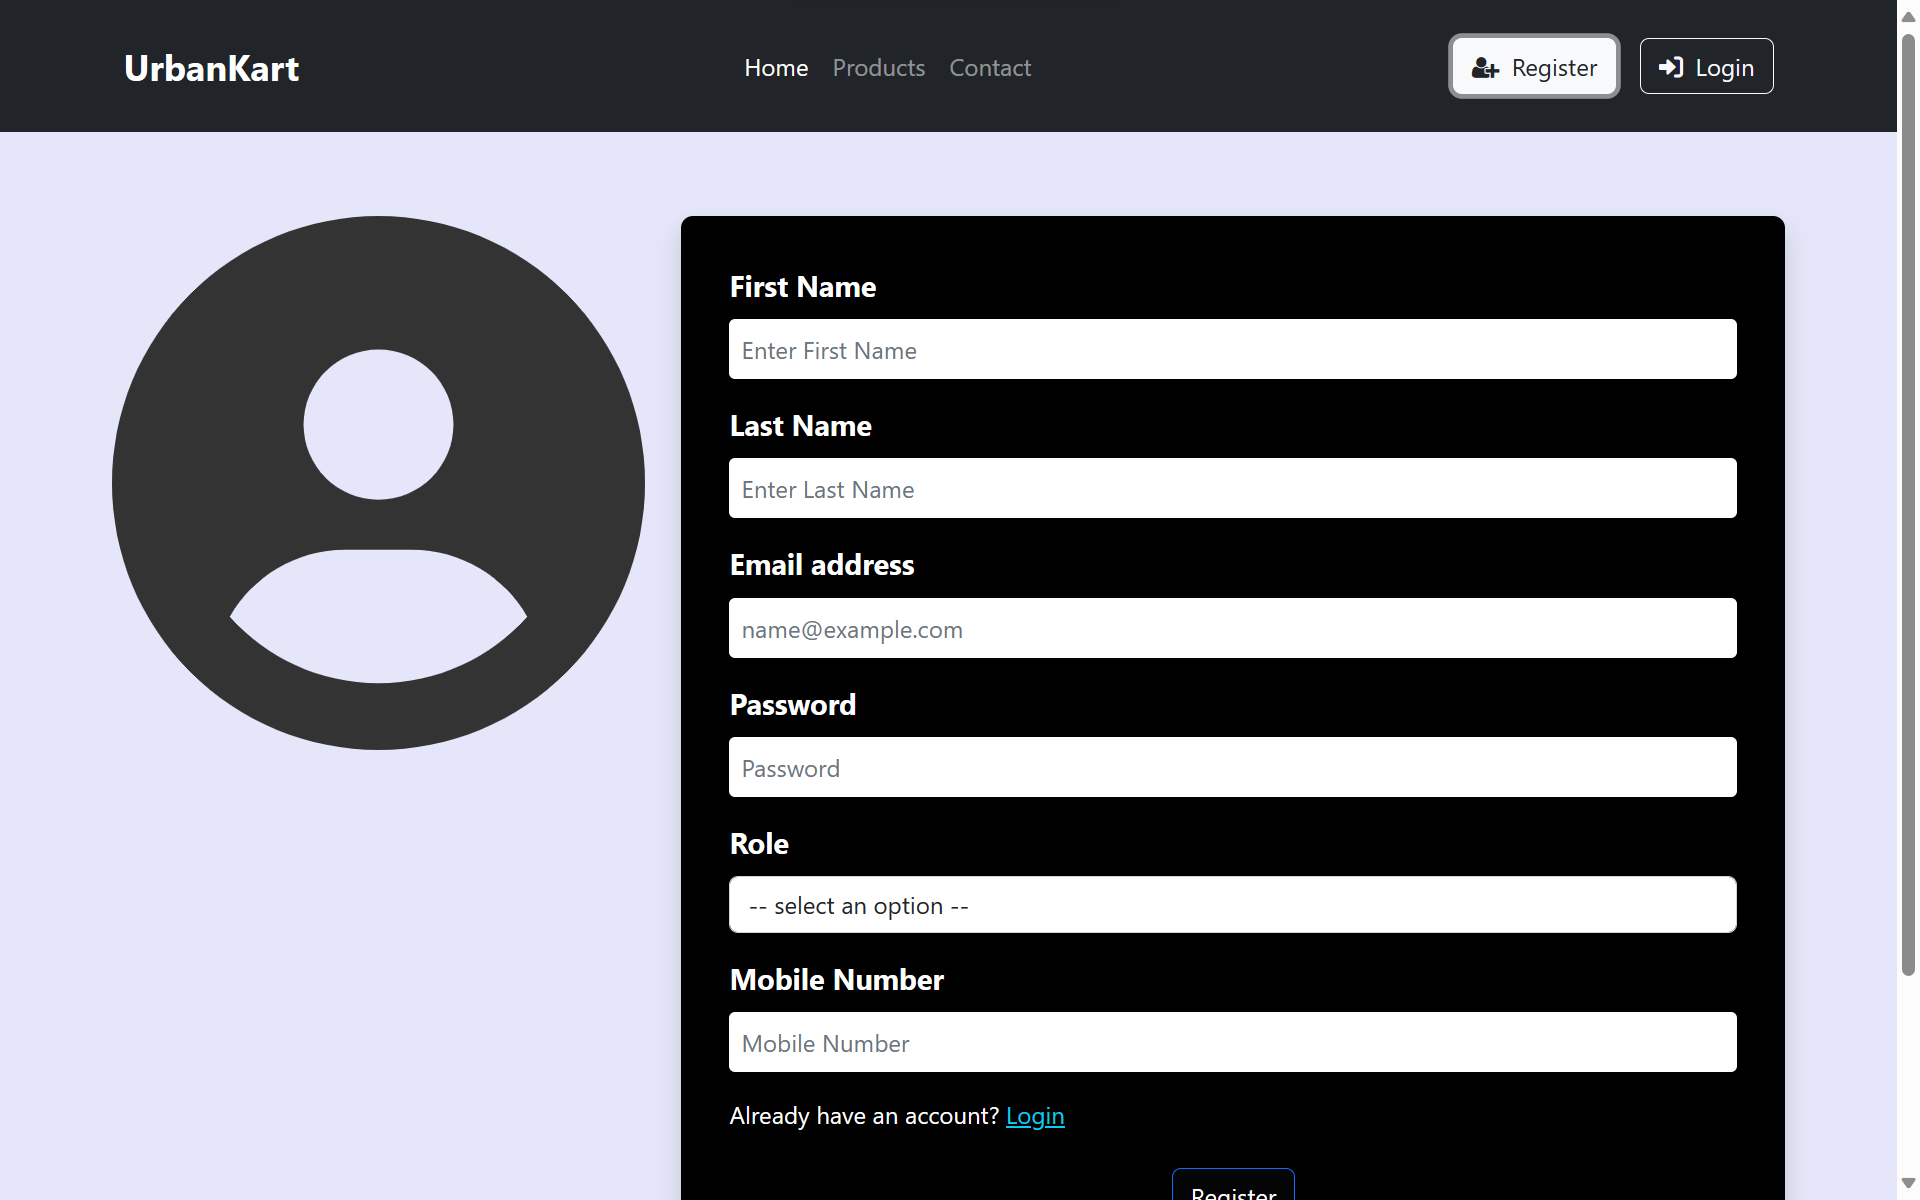 UrbanKart
Home Products Contact
Register Login
First Name
Enter First Name
Last Name
Enter Last Name
Email address
name@example.com
Password
Password
Role
-- select an option --
Mobile Number
Mobile Number
Already have an account? Login
Register